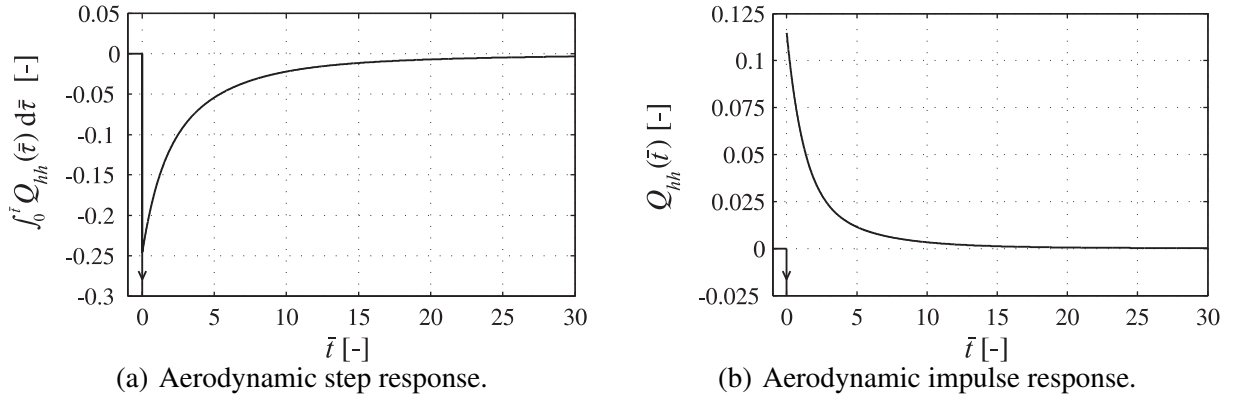 0.05
0
-0.05
-0.1
-0.15
-0.2
-0.25
-0.3
∫₀^t̄ Q_hh(τ̄) dτ̄ [-]
0 5 10 15 20 25 30
t̄ [-]
(a) Aerodynamic step response.
0.125
0.1
0.075
0.05
0.025
0
-0.025
Q_hh(t̄) [-]
0 5 10 15 20 25 30
t̄ [-]
(b) Aerodynamic impulse response.